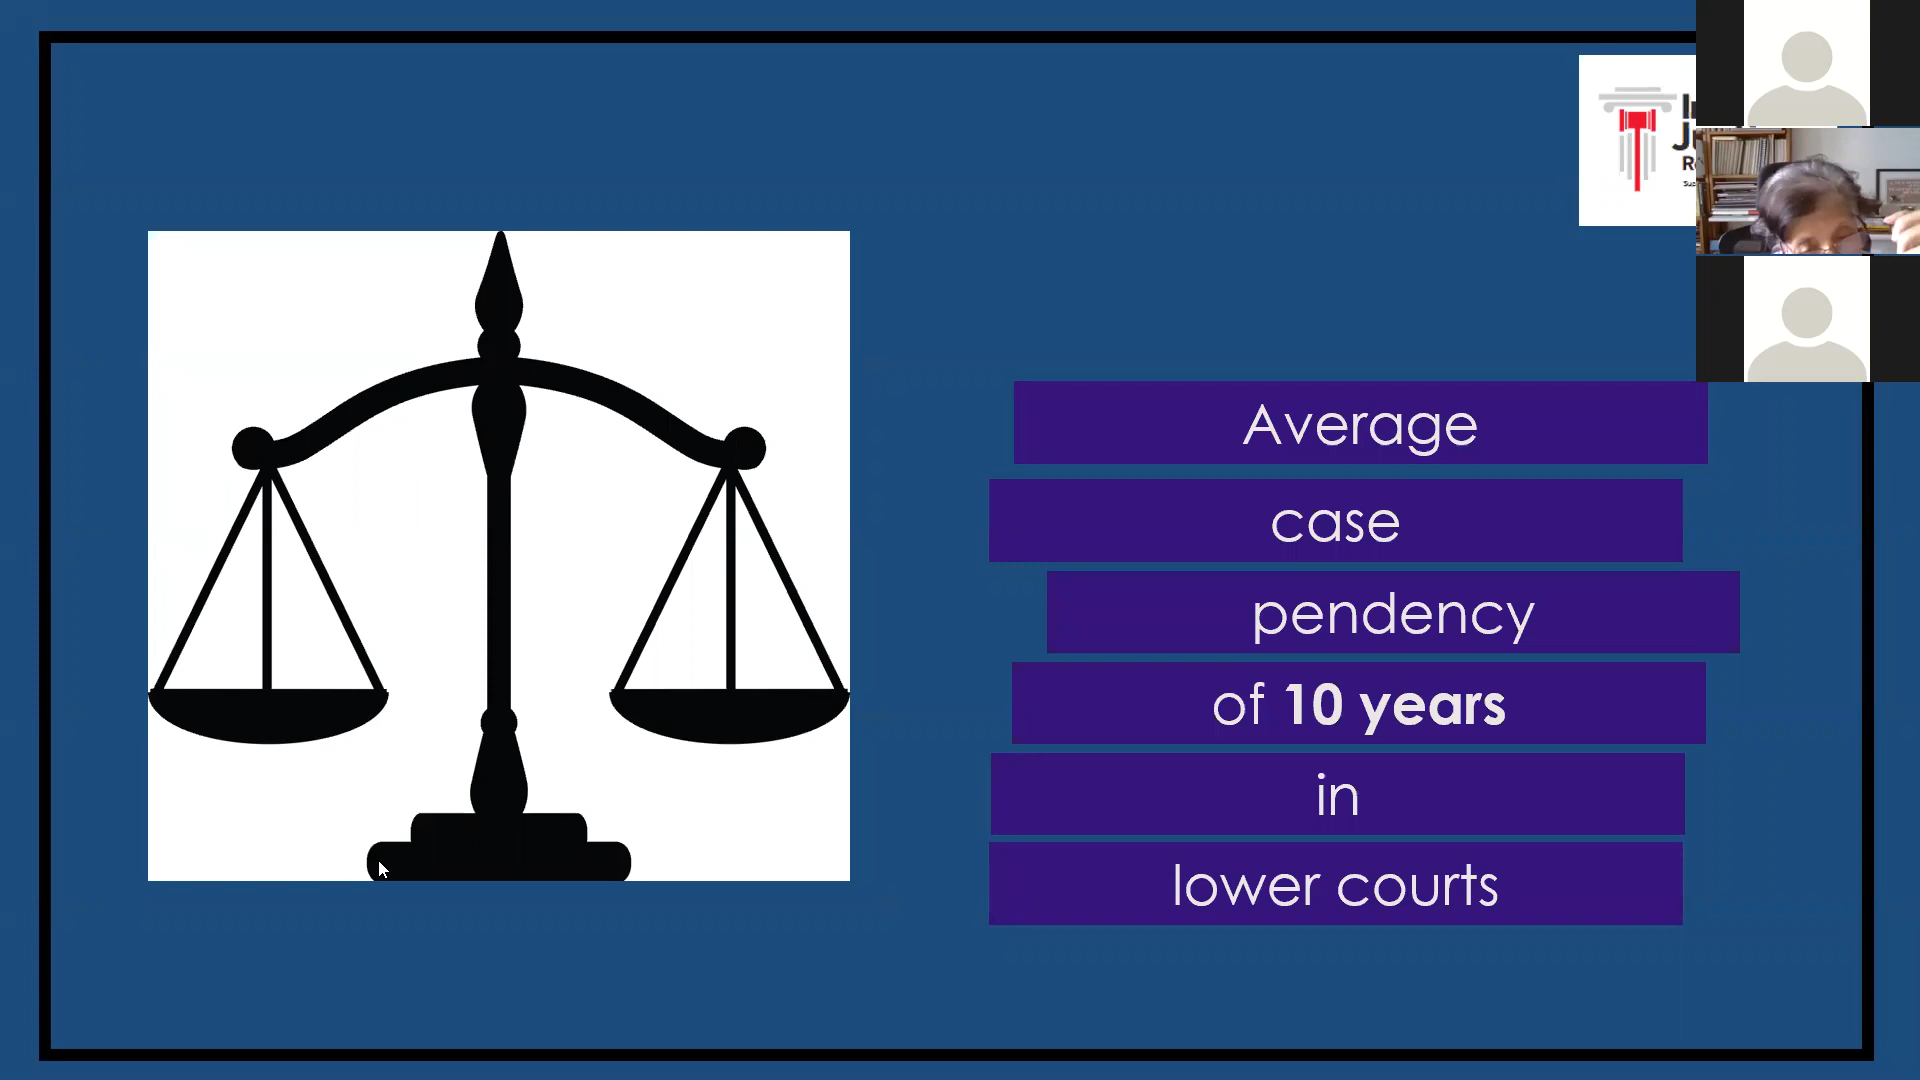 Average
case
pendency
of 10 years
in
lower courts